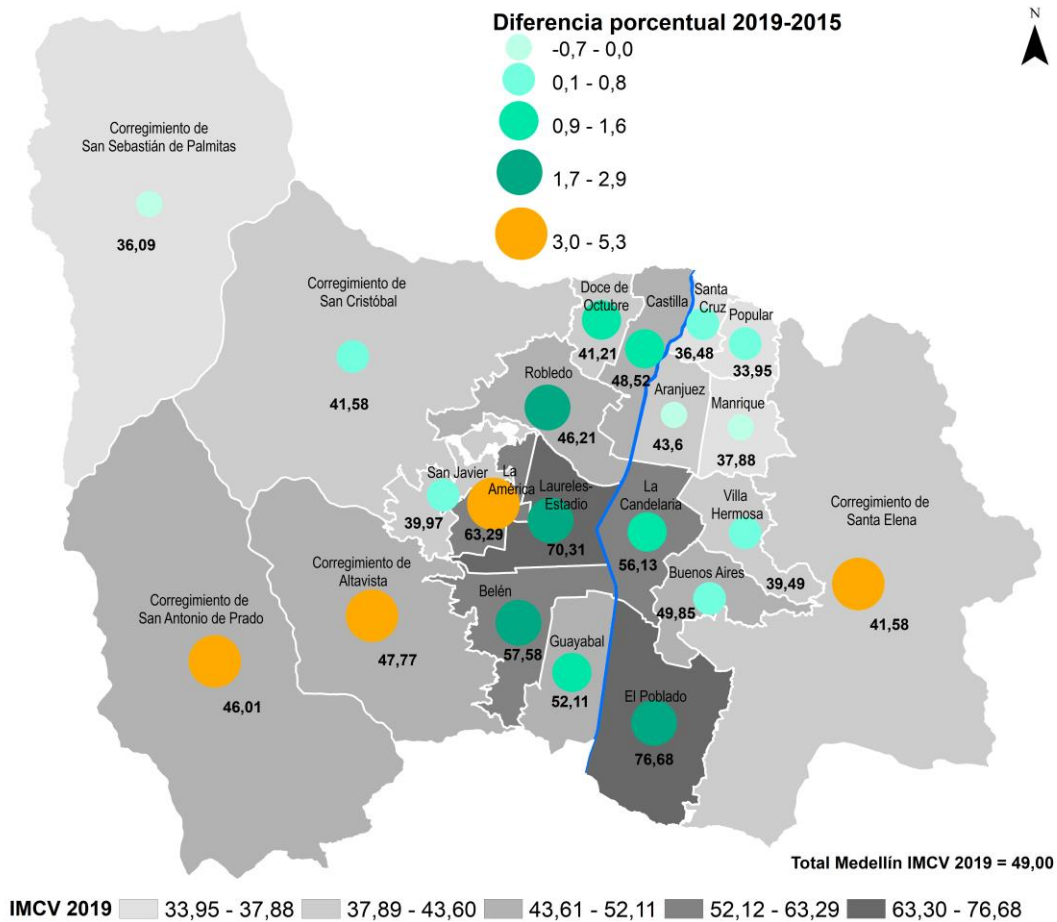 Diferencia porcentual 2019-2015
-0,7 - 0,0
0,1 - 0,8
0,9 - 1,6
1,7 - 2,9
3,0 - 5,3
N
Corregimiento de
San Sebastián de Palmitas
36,09
Corregimiento de
San Cristóbal
41,58
Doce de
Octubre
41,21
Castilla
48,52
Santa
Cruz
36,48
Popular
33,95
Robledo
46,21
Aranjuez
43,6
Manrique
37,88
San Javier
39,97
La
América
63,29
Laureles-
Estadio
70,31
La
Candelaria
56,13
Villa
Hermosa
39,49
Corregimiento de
Santa Elena
41,58
Buenos Aires
49,85
Corregimiento de
Altavista
47,77
Corregimiento de
San Antonio de Prado
46,01
Belén
57,58
Guayabal
52,11
El Poblado
76,68
Total Medellín IMCV 2019 = 49,00
IMCV 2019 33,95 - 37,88 37,89 - 43,60 43,61 - 52,11 52,12 - 63,29 63,30 - 76,68